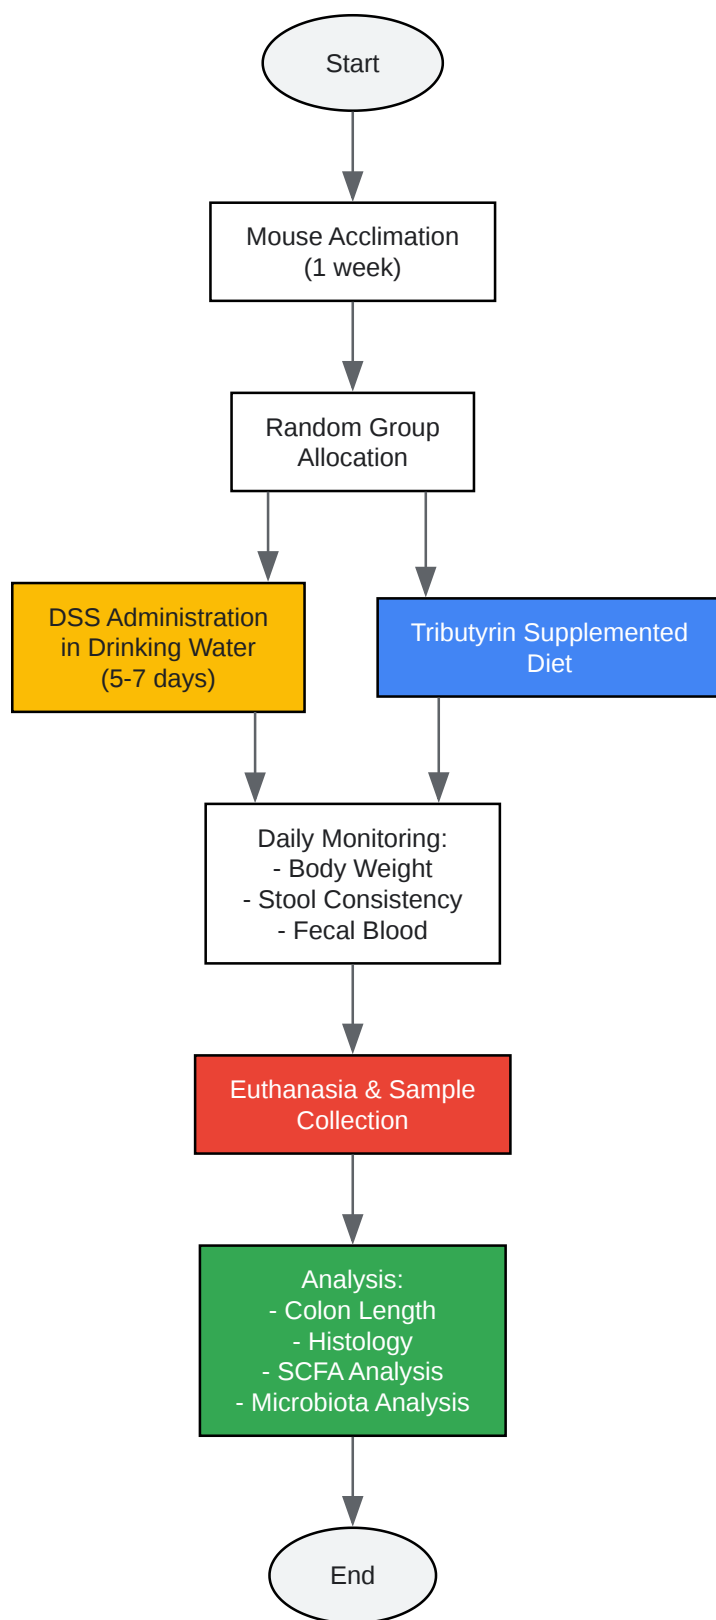 Start
Mouse Acclimation
(1 week)
Random Group
Allocation
DSS Administration
in Drinking Water
(5-7 days)
Tributyrin Supplemented
Diet
Daily Monitoring:
- Body Weight
- Stool Consistency
- Fecal Blood
Euthanasia & Sample
Collection
Analysis:
- Colon Length
- Histology
- SCFA Analysis
- Microbiota Analysis
End